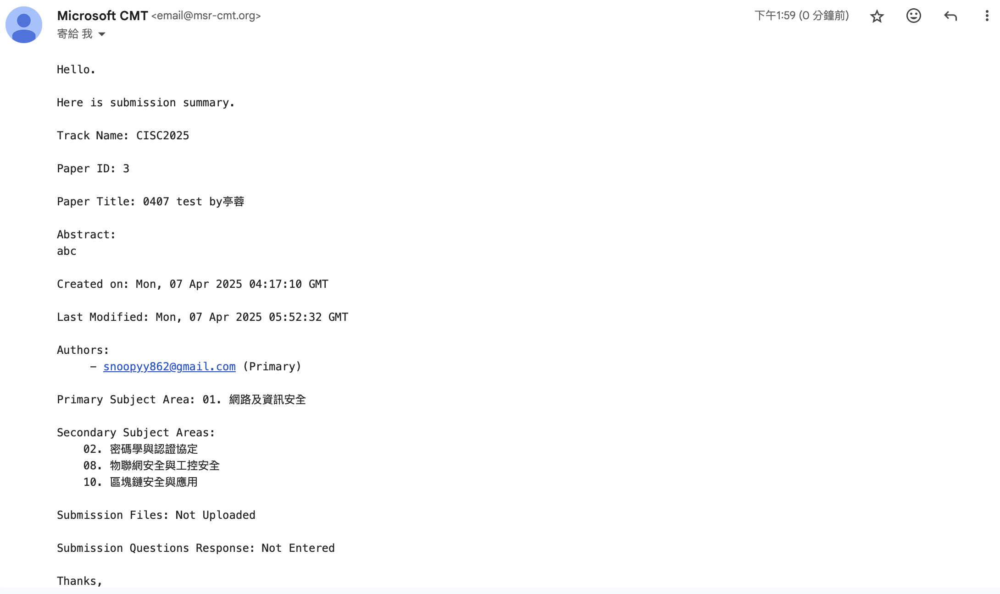 Microsoft CMT <email@msr-cmt.org>
下午1:59 (0 分鐘前)
寄給 我
Hello.
Here is submission summary.
Track Name: CISC2025
Paper ID: 3
Paper Title: 0407 test by亭蓉
Abstract:
abc
Created on: Mon, 07 Apr 2025 04:17:10 GMT
Last Modified: Mon, 07 Apr 2025 05:52:32 GMT
Authors:
- snoopyy862@gmail.com (Primary)
Primary Subject Area: 01. 網路及資訊安全
Secondary Subject Areas:
02. 密碼學與認證協定
08. 物聯網安全與工控安全
10. 區塊鏈安全與應用
Submission Files: Not Uploaded
Submission Questions Response: Not Entered
Thanks,